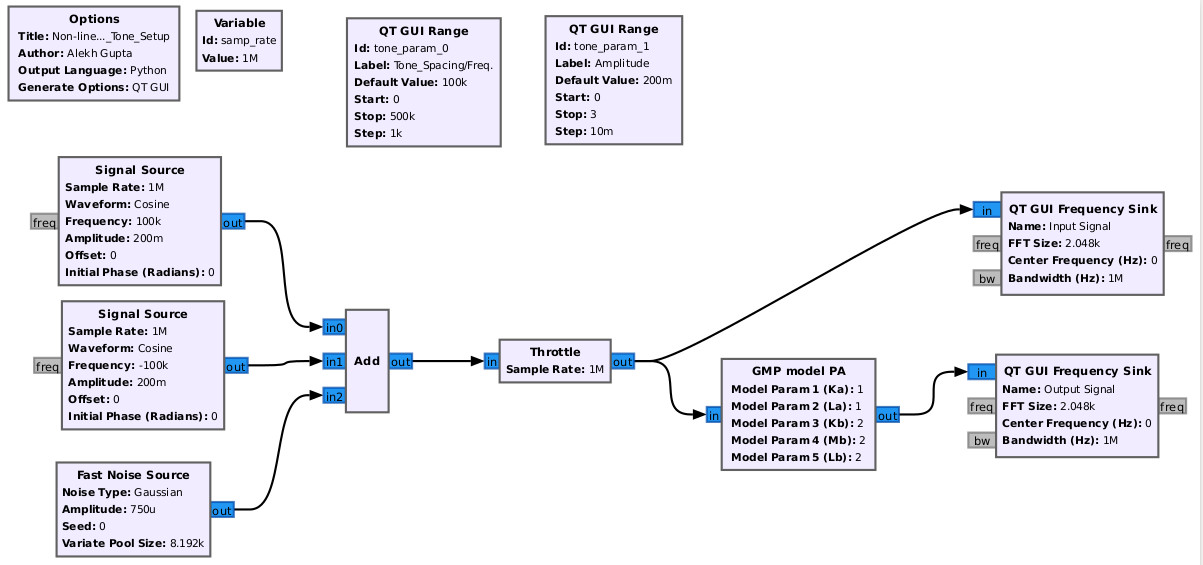 Options
Title: Non-line..._Tone_Setup
Author: Alekh Gupta
Output Language: Python
Generate Options: QT GUI
Variable
Id: samp_rate
Value: 1M
QT GUI Range
Id: tone_param_0
Label: Tone_Spacing/Freq.
Default Value: 100k
Start: 0
Stop: 500k
Step: 1k
QT GUI Range
Id: tone_param_1
Label: Amplitude
Default Value: 200m
Start: 0
Stop: 3
Step: 10m
Signal Source
Sample Rate: 1M
Waveform: Cosine
freq
Frequency: 100k
out
Amplitude: 200m
Offset: 0
Initial Phase (Radians): 0
Signal Source
Sample Rate: 1M
Waveform: Cosine
freq
Frequency: -100k
out
Amplitude: 200m
Offset: 0
Initial Phase (Radians): 0
Fast Noise Source
Noise Type: Gaussian
Amplitude: 750u
out
Seed: 0
Variate Pool Size: 8.192k
in0
in1
Add
out
in2
in
Throttle
Sample Rate: 1M
out
in
QT GUI Frequency Sink
Name: Input Signal
freq
FFT Size: 2.048k
freq
Center Frequency (Hz): 0
bw
Bandwidth (Hz): 1M
GMP model PA
Model Param 1 (Ka): 1
Model Param 2 (La): 1
in
Model Param 3 (Kb): 2
out
Model Param 4 (Mb): 2
Model Param 5 (Lb): 2
in
QT GUI Frequency Sink
Name: Output Signal
freq
FFT Size: 2.048k
freq
Center Frequency (Hz): 0
bw
Bandwidth (Hz): 1M